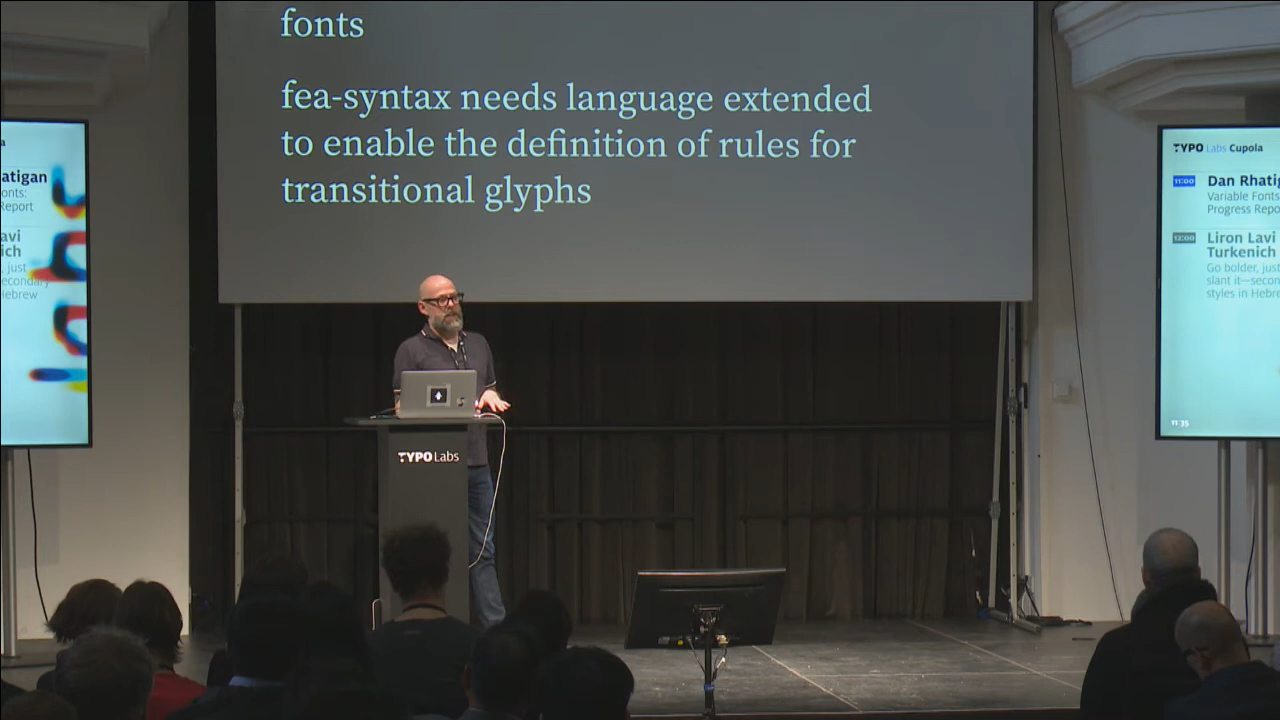 fonts
fea-syntax needs language extended
to enable the definition of rules for
transitional glyphs
a
atigan
onts:
Report
avi
ich
, just
econdary
Hebrew
TYPO Labs
TYPO Labs Cupola
11:00 Dan Rhatig
Variable Fonts
Progress Repo
12:00 Liron Lavi
Turkenich
Go bolder, just
slant it—secon
styles in Hebre
11 35